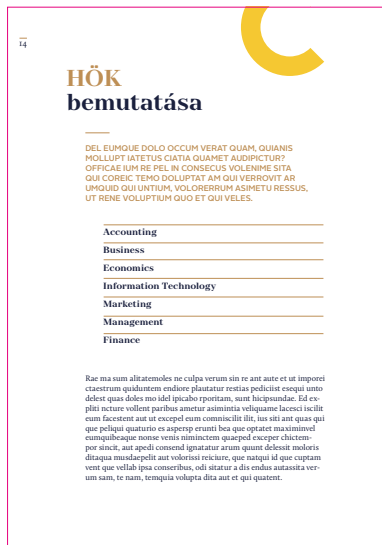 14
HÖK
bemutatása
DEL EUMQUE DOLO OCCUM VERAT QUAM, QUIANIS
MOLLUPT IATETUS CIATIA QUAMET AUDIPICTUR?
OFFICAE IUM RE PEL IN CONSECUS VOLENIME SITA
QUI COREIC TEMO DOLUPTAT AM QUI VERROVIT AR
UMQUID QUI UNTIUM, VOLORERRUM ASIMETU RESSUS,
UT RENE VOLUPTIUM QUO ET QUI VELES.
Accounting
Business
Economics
Information Technology
Marketing
Management
Finance
Rae ma sum alitatemoles ne culpa verum sin re ant aute et ut imporei
ctaestrum quiduntem endiore plautatur restias pediciist esequi unto
delest quas doles mo idel ipicabo rporitam, sunt hicipsundae. Ed ex-
pliti ncture vollent paribus ametur asimintia veliquame lacesci iscilit
eum facestent aut ut excepel eum comniscilit ilit, ius siti ant quas qui
que peliqui quaturio es aspersp erunti bea que optatet maximinvel
eumquibeaque nonse venis niminctem quaeped exceper chictem-
por sincit, aut apedi consend ignatatur arum quunt delessit moloris
ditaqua musdaepelit aut volorissi reiciure, que natqui id que cuptam
vent que vellab ipsa conseribus, odi sitatur a dis endus autassita ver-
um sam, te nam, temquia volupta dita aut et qui quatent.